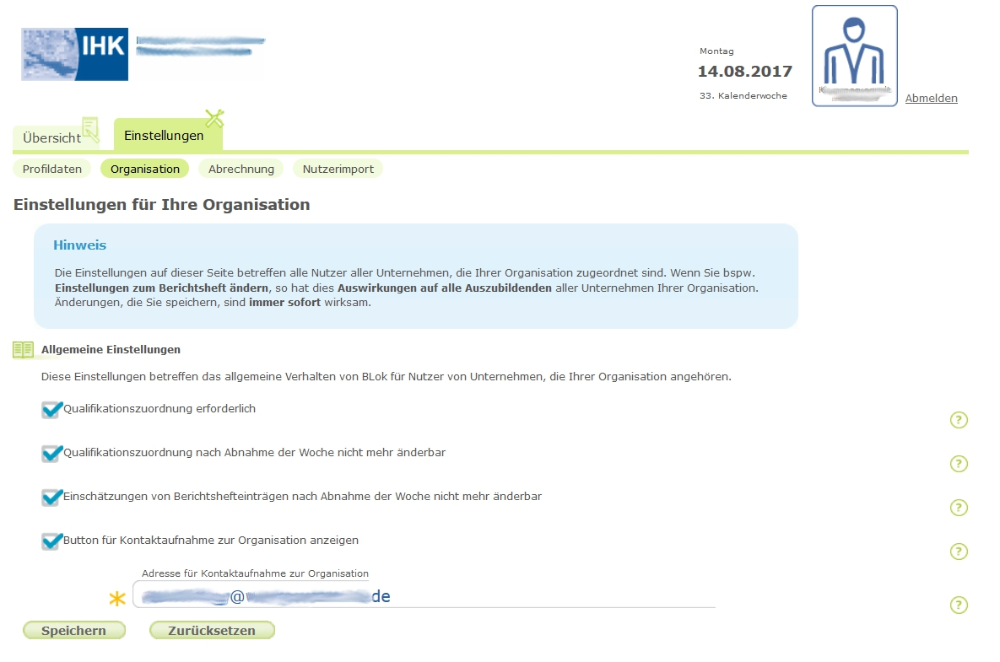 IHK
Montag
14.08.2017
33. Kalenderwoche
Abmelden
Übersicht
Einstellungen
Profildaten
Organisation
Abrechnung
Nutzerimport
Einstellungen für Ihre Organisation
Hinweis
Die Einstellungen auf dieser Seite betreffen alle Nutzer aller Unternehmen, die Ihrer Organisation zugeordnet sind. Wenn Sie bspw.
Einstellungen zum Berichtsheft ändern, so hat dies Auswirkungen auf alle Auszubildenden aller Unternehmen Ihrer Organisation.
Änderungen, die Sie speichern, sind immer sofort wirksam.
Allgemeine Einstellungen
Diese Einstellungen betreffen das allgemeine Verhalten von BLok für Nutzer von Unternehmen, die Ihrer Organisation angehören.
Qualifikationszuordnung erforderlich
?
Qualifikationszuordnung nach Abnahme der Woche nicht mehr änderbar
?
Einschätzungen von Berichtshefteinträgen nach Abnahme der Woche nicht mehr änderbar
?
Button für Kontaktaufnahme zur Organisation anzeigen
?
Adresse für Kontaktaufnahme zur Organisation
@ de
?
Speichern
Zurücksetzen